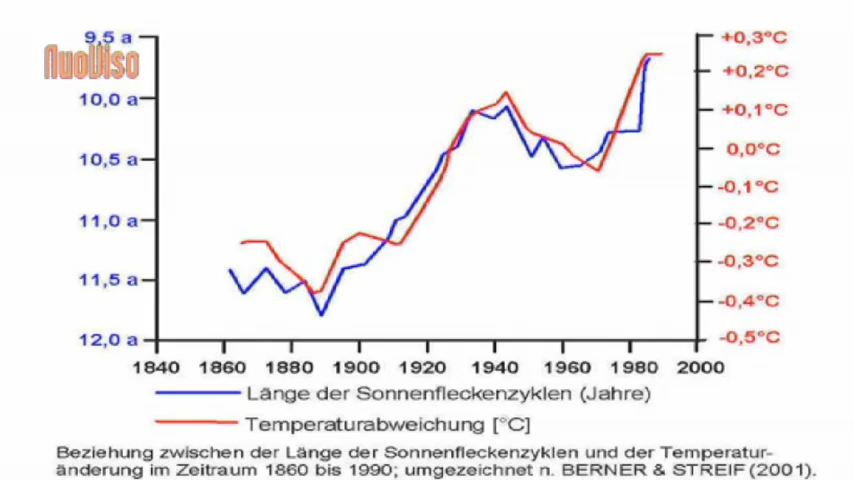 9,5 a
nuoViso
10,0 a
10,5 a
11,0 a
11,5 a
12,0 a
+0,3°C
+0,2°C
+0,1°C
0,0°C
-0,1°C
-0,2°C
-0,3°C
-0,4°C
-0,5°C
1840 1860 1880 1900 1920 1940 1960 1980 2000
Länge der Sonnenfleckenzyklen (Jahre)
Temperaturabweichung [°C]
Beziehung zwischen der Länge der Sonnenfleckenzyklen und der Temperatur-
änderung im Zeitraum 1860 bis 1990; umgezeichnet n. BERNER & STREIF (2001).